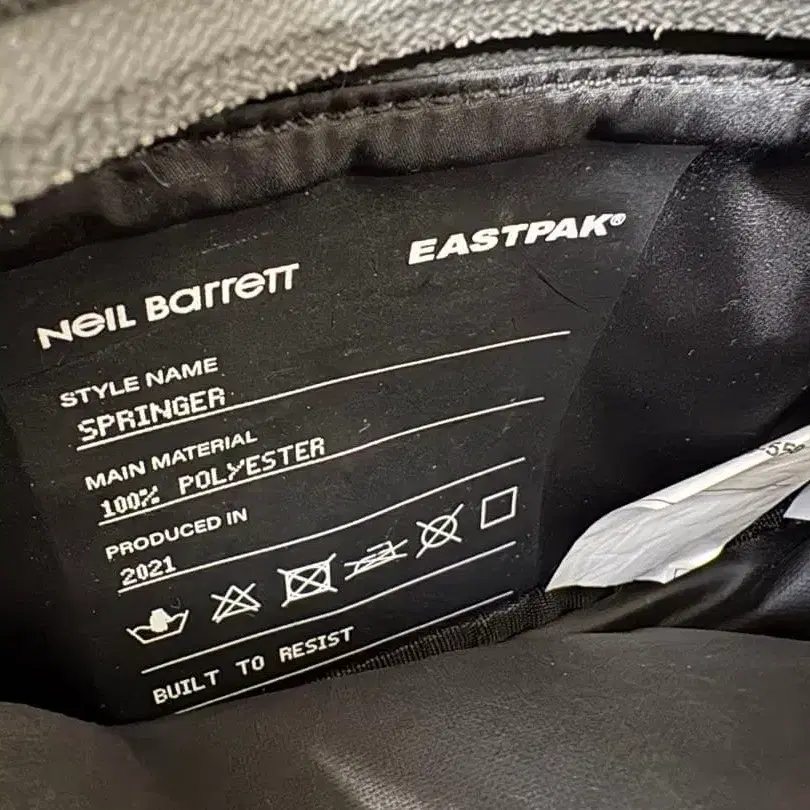 Neil Barrett
EASTPAK®
STYLE NAME
SPRINGER
MAIN MATERIAL
100% POLYESTER
PRODUCED IN
2021
BUILT TO RESIST